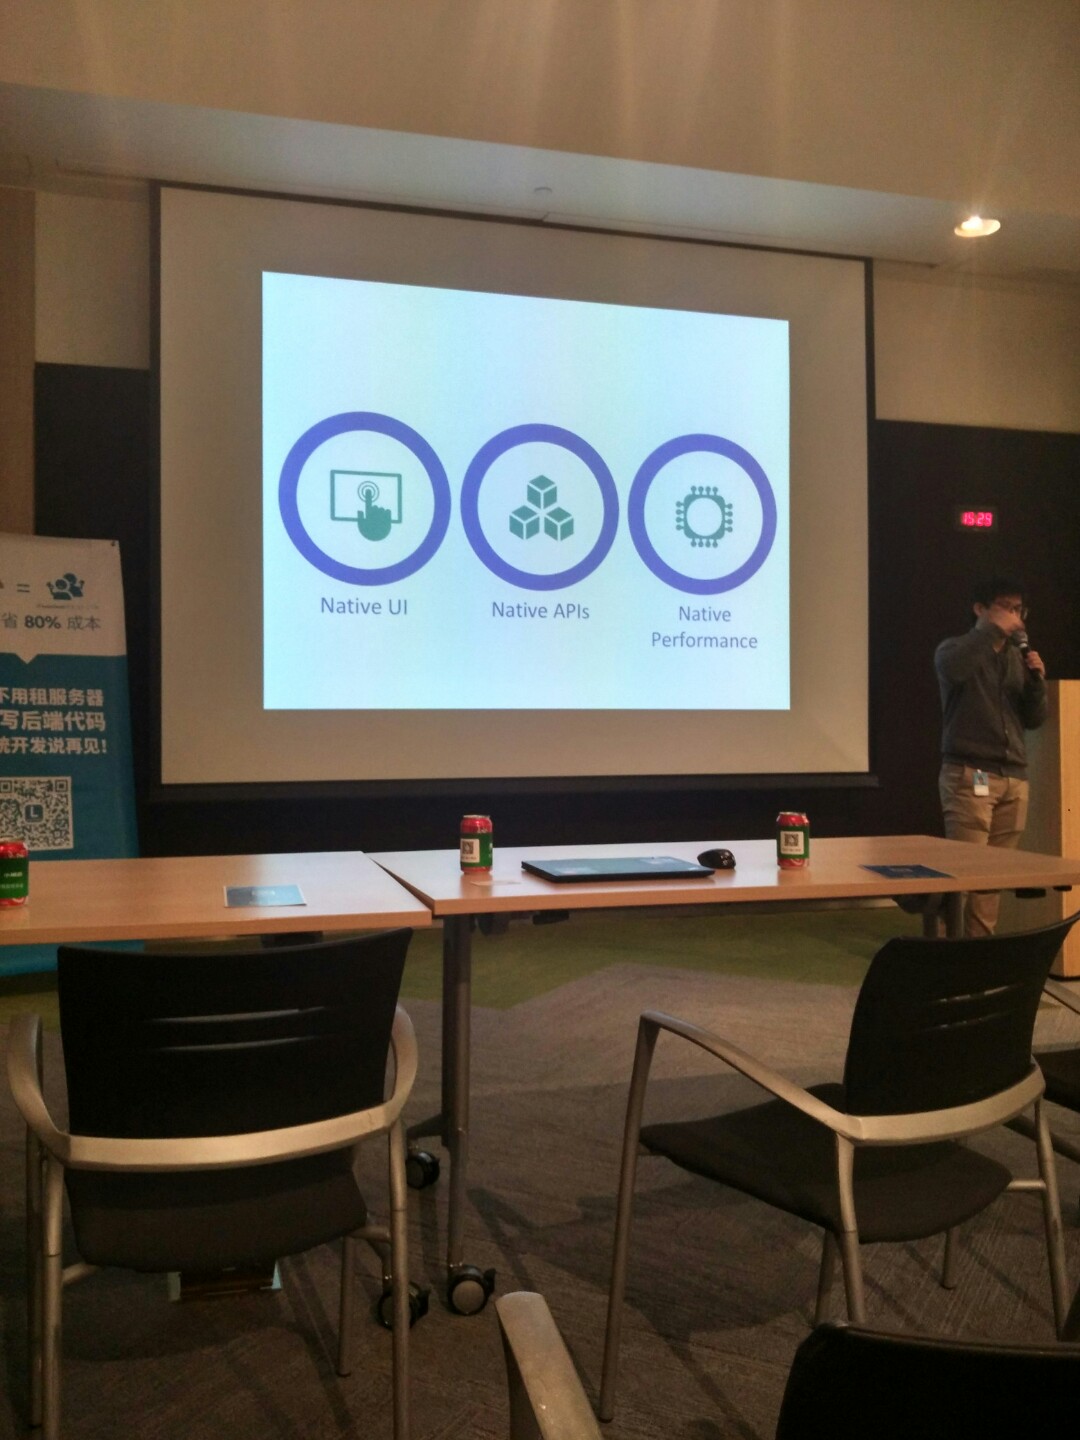 Native UI
Native APIs
Native
Performance
15:29
=
省 80% 成本
不用租服务器
写后端代码
统开发说再见!
L